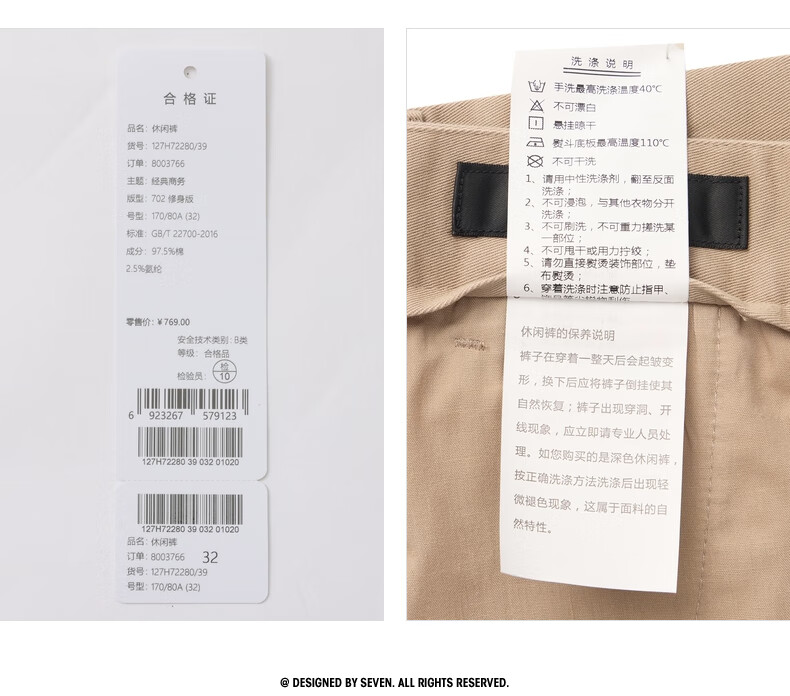 合格证
品名: 休闲裤
货号: 127H72280/39
订单: 8003766
主题: 经典商务
版型: 702 修身版
号型: 170/80A (32)
标准: GB/T 22700-2016
成分: 97.5%棉
2.5%氨纶
零售价: ¥769.00
安全技术类别: B类
等级: 合格品
检验员: 检 10
6 923267 579123
127H72280 39 032 01020
127H72280 39 032 01020
品名: 休闲裤
订单: 8003766 32
货号: 127H72280/39
号型: 170/80A (32)
洗涤说明
手洗最高洗涤温度40℃
不可漂白
悬挂晾干
熨斗底板最高温度110℃
不可干洗
1、请用中性洗涤剂，翻至反面
洗涤；
2、不可浸泡，与其他衣物分开
洗涤；
3、不可刷洗，不可重力搓洗某
一部位；
4、不可甩干或用力拧绞；
5、请勿直接熨烫装饰部位，垫
布熨烫；
6、穿着洗涤时注意防止指甲、
休闲裤的保养说明
裤子在穿着一整天后会起皱变
形，换下后应将裤子倒挂使其
自然恢复；裤子出现穿洞、开
线现象，应立即请专业人员处
理。如您购买的是深色休闲裤，
按正确洗涤方法洗涤后出现轻
微褪色现象，这属于面料的自
然特性。
@ DESIGNED BY SEVEN. ALL RIGHTS RESERVED.